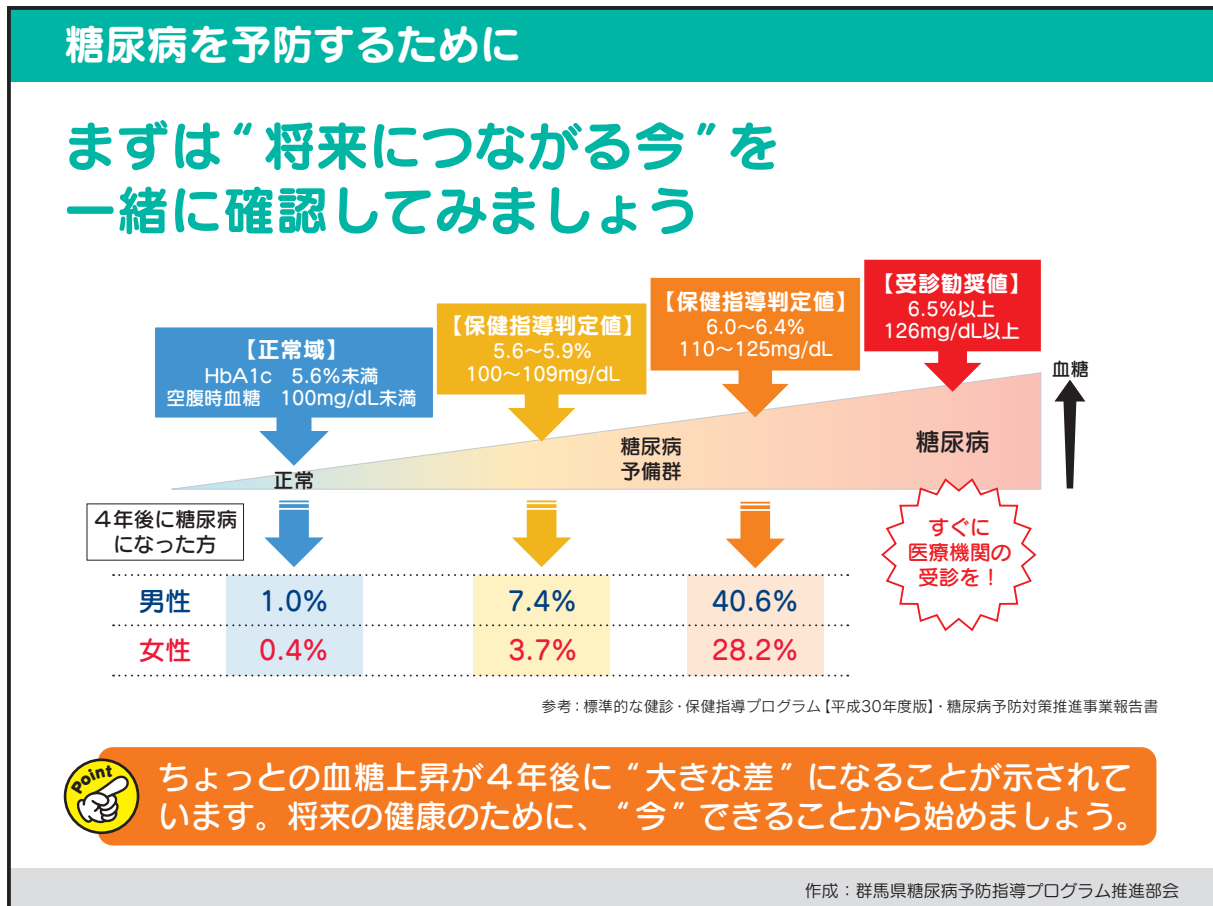 糖尿病を予防するために
まずは“将来につながる今”を
一緒に確認してみましょう
【正常域】
HbA1c 5.6%未満
空腹時血糖 100mg/dL未満
【保健指導判定値】
5.6～5.9%
100～109mg/dL
【保健指導判定値】
6.0～6.4%
110～125mg/dL
【受診勧奨値】
6.5%以上
126mg/dL以上
血糖
正常
糖尿病
予備群
糖尿病
4年後に糖尿病
になった方
すぐに
医療機関の
受診を！
男性 1.0% 7.4% 40.6%
女性 0.4% 3.7% 28.2%
参考：標準的な健診・保健指導プログラム【平成30年度版】・糖尿病予防対策推進事業報告書
Point
ちょっとの血糖上昇が４年後に“大きな差”になることが示されて
います。将来の健康のために、“今”できることから始めましょう。
作成：群馬県糖尿病予防指導プログラム推進部会